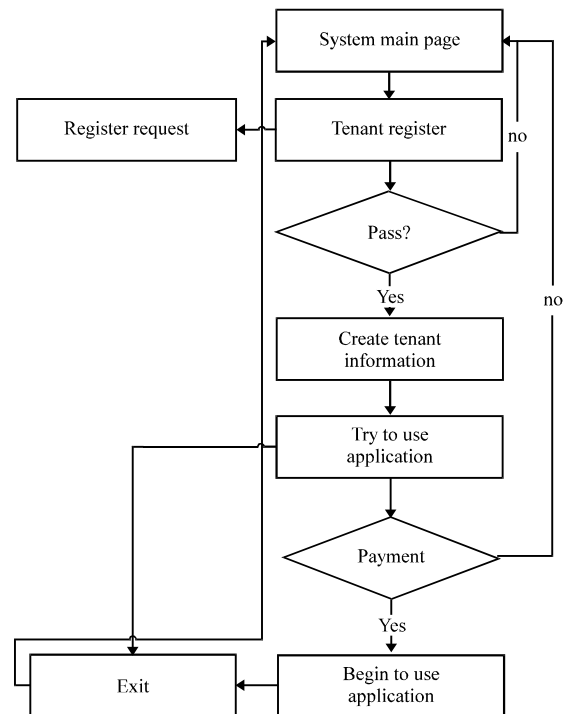 System main page
Register request
Tenant register
no
Pass?
Yes
no
Create tenant
information
Try to use
application
Payment
Yes
Exit
Begin to use
application